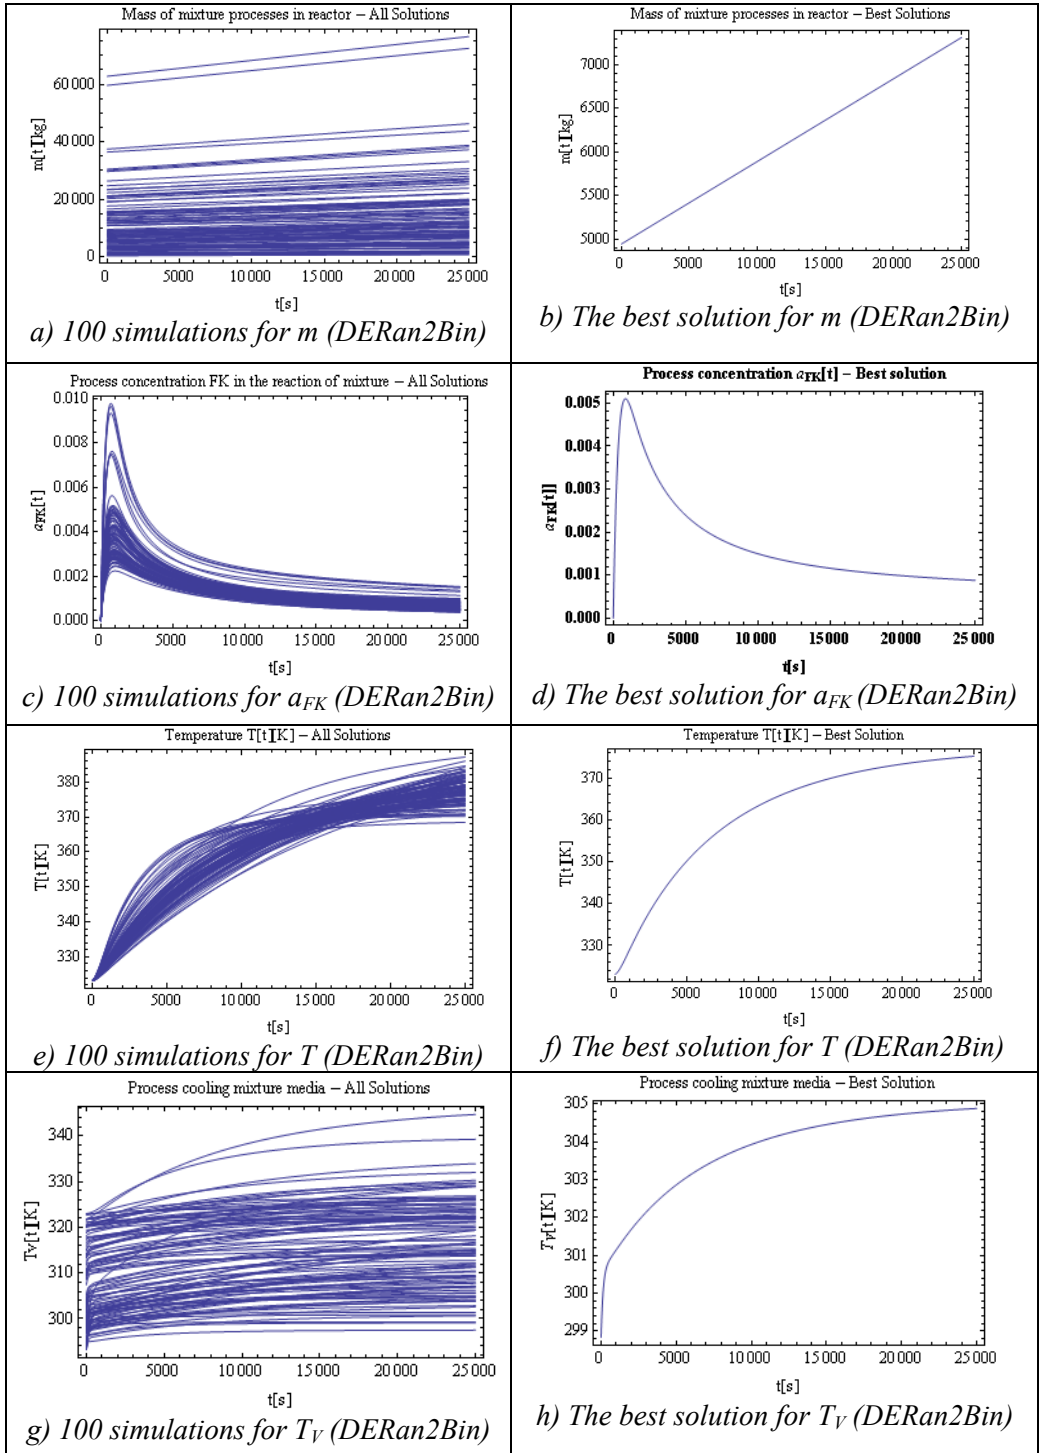 Mass of mixture processes in reactor – All Solutions
60 000
40 000
20 000
0
m[t][kg]
0 5000 10 000 15 000 20 000 25 000
t[s]
a) 100 simulations for m (DERan2Bin)
Mass of mixture processes in reactor – Best Solutions
7000
6500
6000
5500
5000
m[t][kg]
0 5000 10 000 15 000 20 000 25 000
t[s]
b) The best solution for m (DERan2Bin)
Process concentration FK in the reaction of mixture – All Solutions
0.010
0.008
0.006
0.004
0.002
0.000
aFK[t]
0 5000 10 000 15 000 20 000 25 000
t[s]
c) 100 simulations for aFK (DERan2Bin)
Process concentration aFK[t] – Best solution
0.005
0.004
0.003
0.002
0.001
0.000
aFK[t]]
0 5000 10 000 15 000 20 000 25 000
t[s]
d) The best solution for aFK (DERan2Bin)
Temperature T[t][K] – All Solutions
380
370
360
350
340
330
T[t][K]
0 5000 10 000 15 000 20 000 25 000
t[s]
e) 100 simulations for T (DERan2Bin)
Temperature T[t][K] – Best Solution
370
360
350
340
330
T[t][K]
0 5000 10 000 15 000 20 000 25 000
t[s]
f) The best solution for T (DERan2Bin)
Process cooling mixture media – All Solutions
340
330
320
310
300
Tv[t][K]
0 5000 10 000 15 000 20 000 25 000
t[s]
g) 100 simulations for TV (DERan2Bin)
Process cooling mixture media – Best Solution
305
304
303
302
301
300
299
TV[t][K]
0 5000 10 000 15 000 20 000 25 000
t[s]
h) The best solution for TV (DERan2Bin)